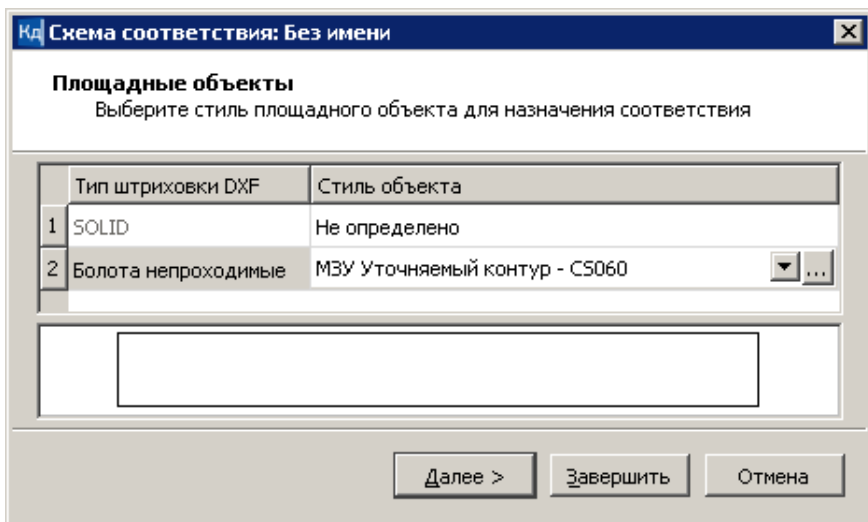 Кд Схема соответствия: Без имени
Площадные объекты
Выберите стиль площадного объекта для назначения соответствия
Тип штриховки DXF Стиль объекта
1 SOLID Не определено
2 Болота непроходимые МЗУ Уточняемый контур - CS060 ...
Далее > Завершить Отмена